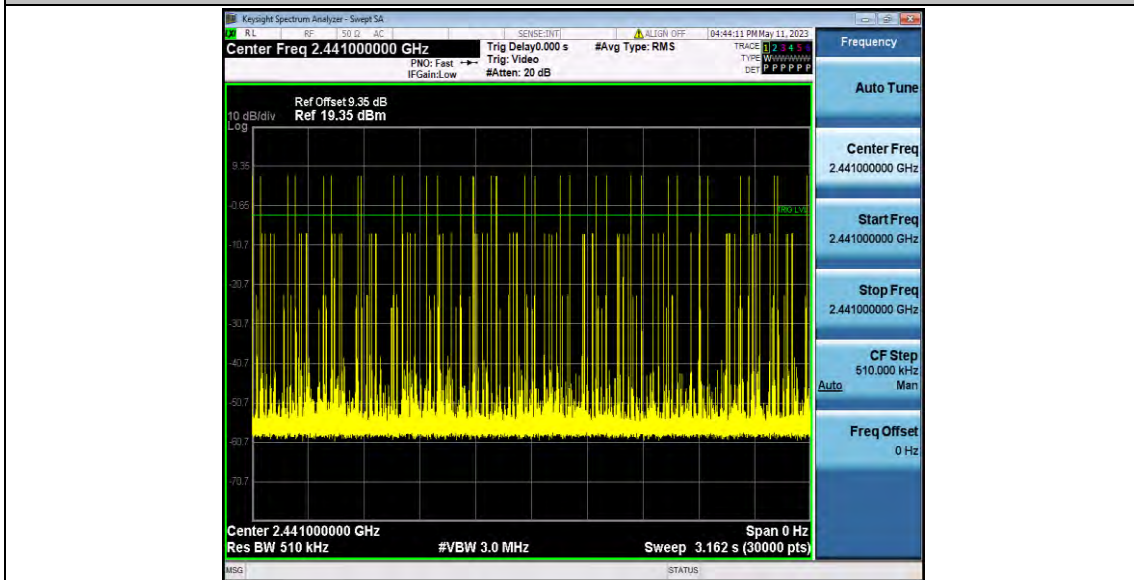 Keysight Spectrum Analyzer - Swept SA
RL RF 50 Ω AC SENSE:INT ALIGN OFF 04:44:11 PM May 11, 2023
Center Freq 2.441000000 GHz
Trig Delay0.000 s #Avg Type: RMS
TRACE 1 2 3 4 5 6
PNO: Fast Trig: Video
TYPE WWWWWW
IFGain:Low #Atten: 20 dB
DET P P P P P P
Ref Offset 9.35 dB
10 dB/div Ref 19.35 dBm
Log
9.35
-0.65
TRIG LVL
-10.7
-20.7
-30.7
-40.7
-50.7
-60.7
-70.7
Center 2.441000000 GHz Span 0 Hz
Res BW 510 kHz #VBW 3.0 MHz Sweep 3.162 s (30000 pts)
MSG STATUS
Frequency
Auto Tune
Center Freq
2.441000000 GHz
Start Freq
2.441000000 GHz
Stop Freq
2.441000000 GHz
CF Step
510.000 kHz
Auto Man
Freq Offset
0 Hz